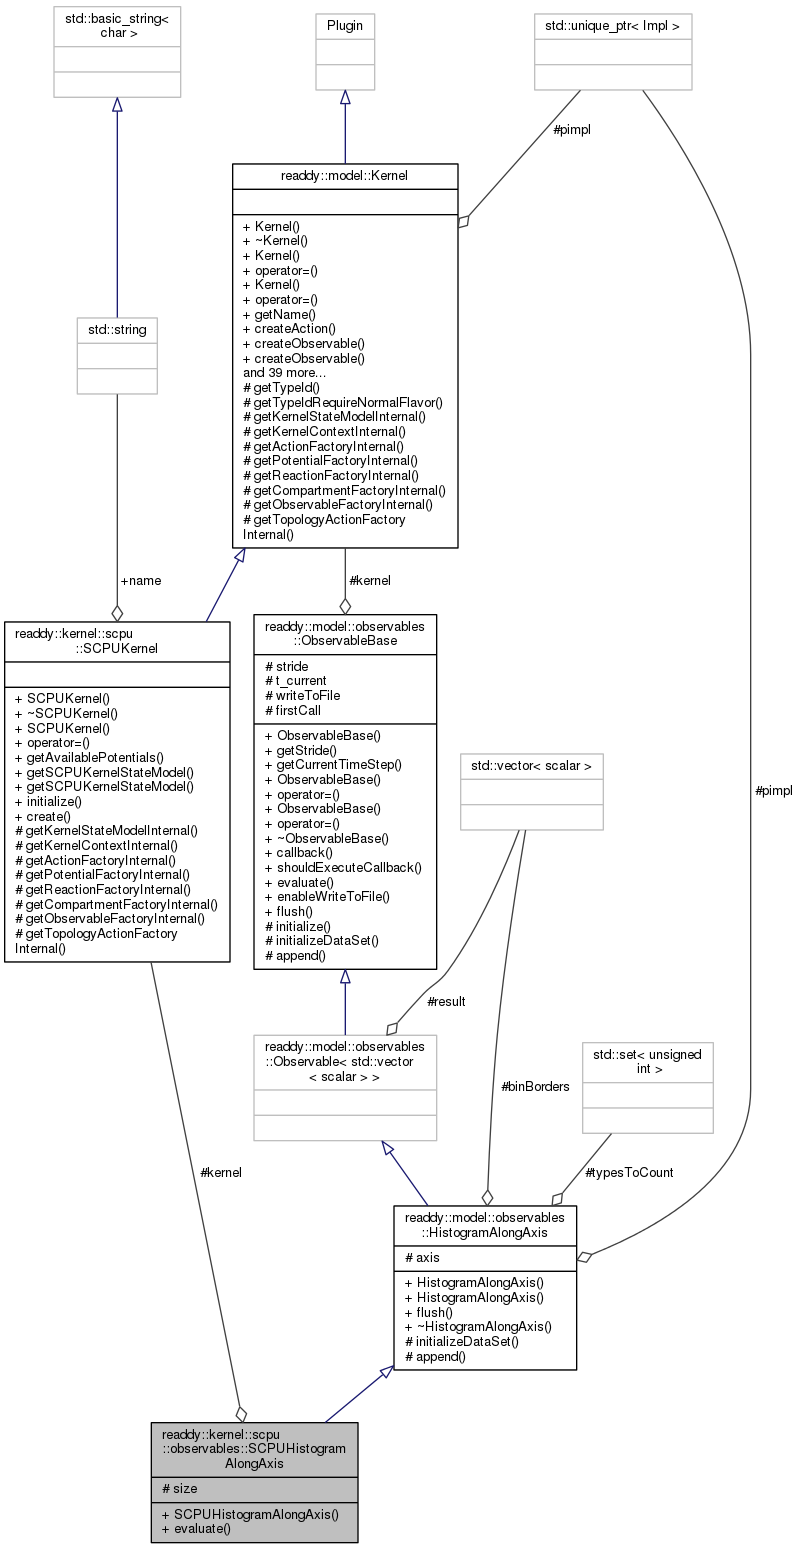 std::basic_string<
char >
Plugin
std::unique_ptr< Impl >
#pimpl
readdy::model::Kernel
+ Kernel()
+ ~Kernel()
+ Kernel()
+ operator=()
+ Kernel()
+ operator=()
+ getName()
+ createAction()
+ createObservable()
+ createObservable()
and 39 more...
# getTypeId()
# getTypeIdRequireNormalFlavor()
# getKernelStateModelInternal()
# getKernelContextInternal()
# getActionFactoryInternal()
# getPotentialFactoryInternal()
# getReactionFactoryInternal()
# getCompartmentFactoryInternal()
# getObservableFactoryInternal()
# getTopologyActionFactory
Internal()
std::string
+name
#kernel
readdy::kernel::scpu
::SCPUKernel
+ SCPUKernel()
+ ~SCPUKernel()
+ SCPUKernel()
+ operator=()
+ getAvailablePotentials()
+ getSCPUKernelStateModel()
+ getSCPUKernelStateModel()
+ initialize()
+ create()
# getKernelStateModelInternal()
# getKernelContextInternal()
# getActionFactoryInternal()
# getPotentialFactoryInternal()
# getReactionFactoryInternal()
# getCompartmentFactoryInternal()
# getObservableFactoryInternal()
# getTopologyActionFactory
Internal()
readdy::model::observables
::ObservableBase
# stride
# t_current
# writeToFile
# firstCall
+ ObservableBase()
+ getStride()
+ getCurrentTimeStep()
+ ObservableBase()
+ operator=()
+ ObservableBase()
+ operator=()
+ ~ObservableBase()
+ callback()
+ shouldExecuteCallback()
+ evaluate()
+ enableWriteToFile()
+ flush()
# initialize()
# initializeDataSet()
# append()
std::vector< scalar >
#pimpl
#result
readdy::model::observables
::Observable< std::vector
< scalar > >
std::set< unsigned
int >
#binBorders
#kernel
#typesToCount
readdy::model::observables
::HistogramAlongAxis
# axis
+ HistogramAlongAxis()
+ HistogramAlongAxis()
+ flush()
+ ~HistogramAlongAxis()
# initializeDataSet()
# append()
readdy::kernel::scpu
::observables::SCPUHistogram
AlongAxis
# size
+ SCPUHistogramAlongAxis()
+ evaluate()